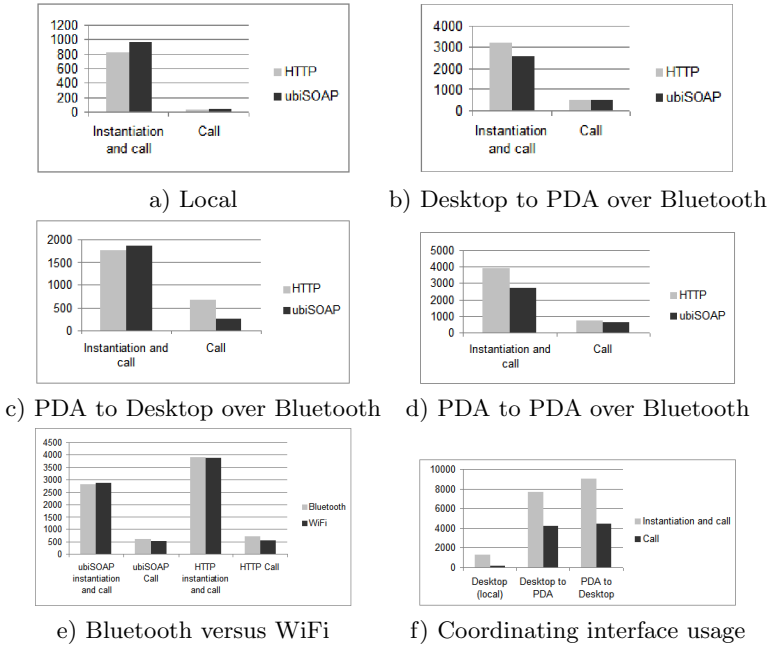 1200
1000
800
600
400
200
0
Instantiation
and call
Call
HTTP
ubiSOAP
a) Local
4000
3000
2000
1000
0
Instantiation
and call
Call
HTTP
ubiSOAP
b) Desktop to PDA over Bluetooth
2000
1500
1000
500
0
Instantiation and
call
Call
HTTP
ubiSOAP
c) PDA to Desktop over Bluetooth
5000
4000
3000
2000
1000
0
Instantiation and
call
Call
HTTP
ubiSOAP
d) PDA to PDA over Bluetooth
4500
4000
3500
3000
2500
2000
1500
1000
500
0
ubiSOAP
instantiation
and call
ubiSOAP
Call
HTTP
instantiation
and call
HTTP Call
Bluetooth
WiFi
e) Bluetooth versus WiFi
10000
8000
6000
4000
2000
0
Desktop
(local)
Desktop to
PDA
PDA to
Desktop
Instantiation and call
Call
f) Coordinating interface usage